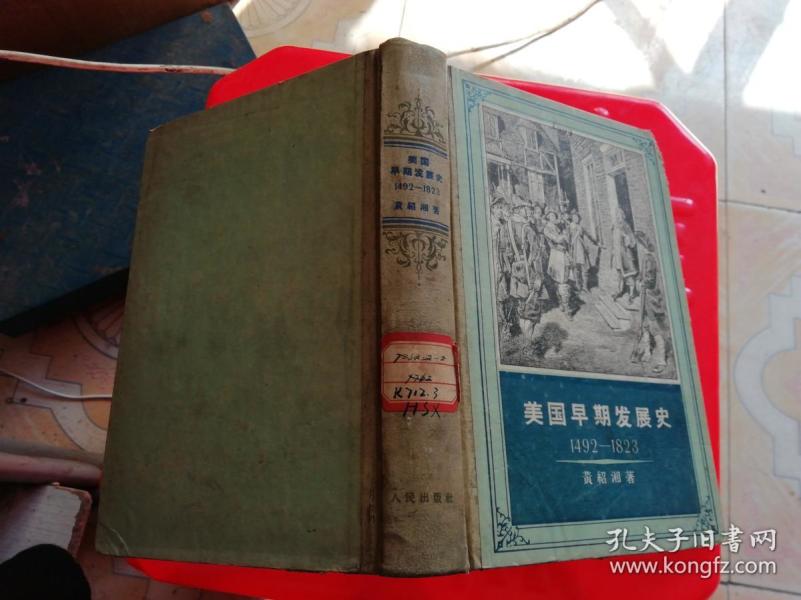 美国
早期发展史
1492—1823
黄绍湘著
K712.3
HSX
人民出版社
美国早期发展史
1492—1823
黄紹湘著
孔夫子旧书网
www.kongfz.com